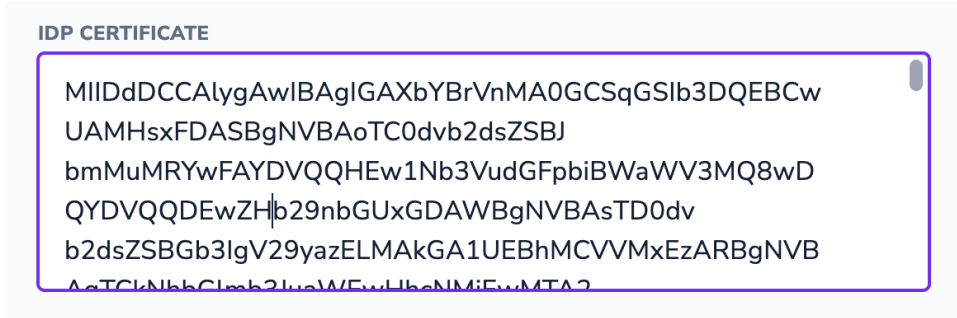 IDP CERTIFICATE
MIIDdDCCAlygAwIBAgIGAXbYBrVnMA0GCSqGSIb3DQEBCw
UAMHsxFDASBgNVBAoTC0dvb2dsZSBJ
bmMuMRYwFAYDVQQHEw1Nb3VudGFpbiBWaWV3MQ8wD
QYDVQQDEwZHb29nbGUxGDAWBgNVBAsTD0dv
b2dsZSBGb3IgV29yazELMAkGA1UEBhMCVVMxEzARBgNVB